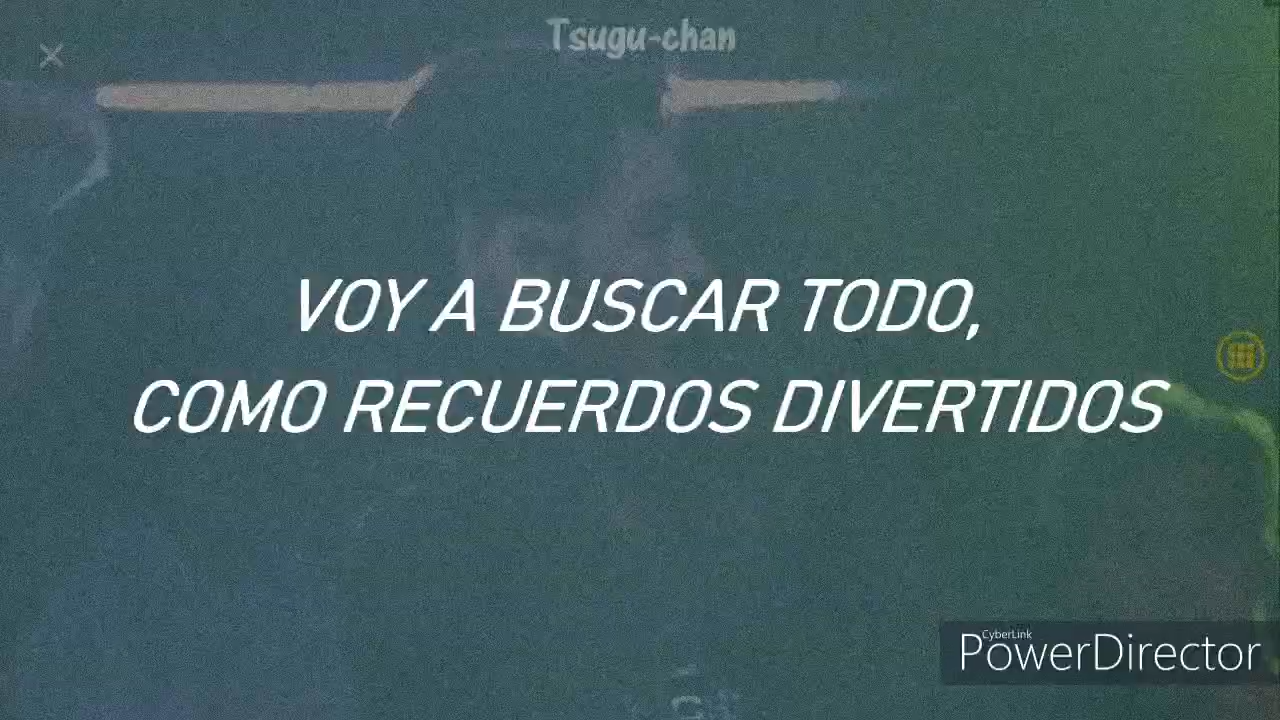 Tsugu-chan
VOY A BUSCAR TODO,
COMO RECUERDOS DIVERTIDOS
CyberLink
PowerDirector